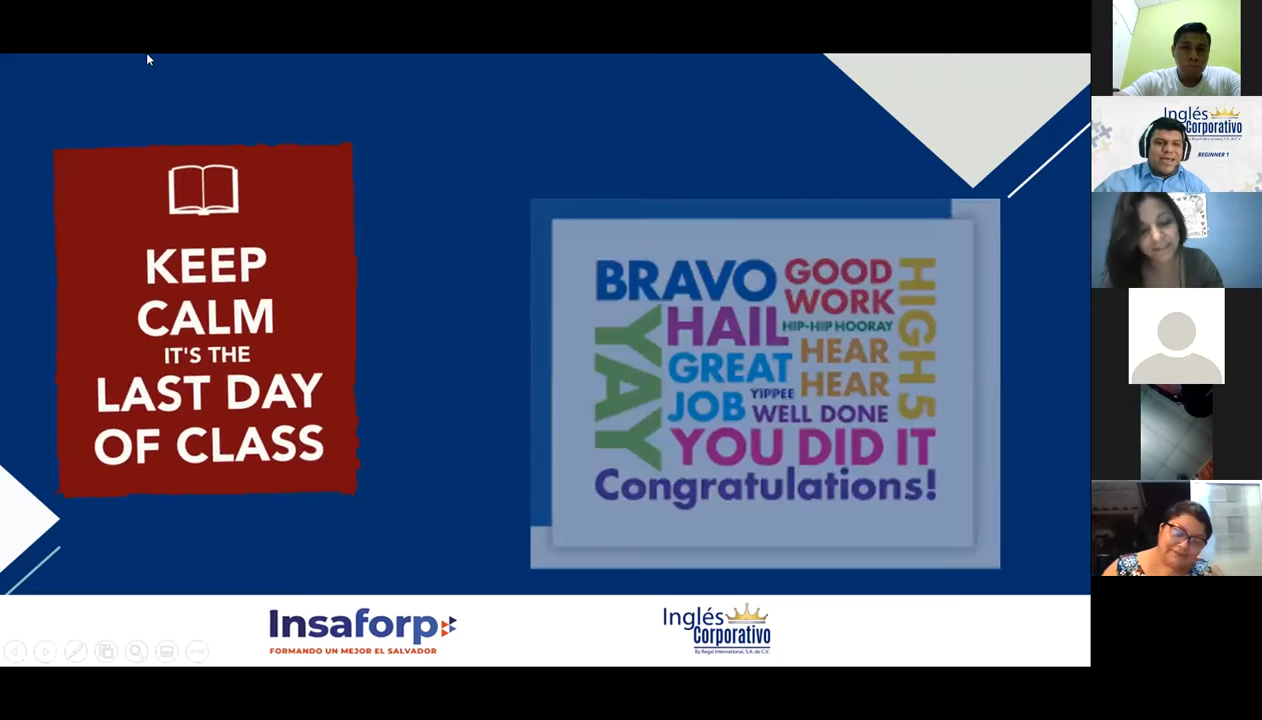 KEEP
CALM
IT'S THE
LAST DAY
OF CLASS
BRAVO
GOOD
WORK
HIGH 5
YAY
HAIL
HIP-HIP HOORAY
GREAT
JOB
HEAR
HEAR
YIPPEE
WELL DONE
YOU DID IT
Congratulations!
Insaforp
FORMANDO UN MEJOR EL SALVADOR
Inglés
Corporativo
By Regal International, S.A. de C.V.
Inglés
Corporativo
BEGINNER 1